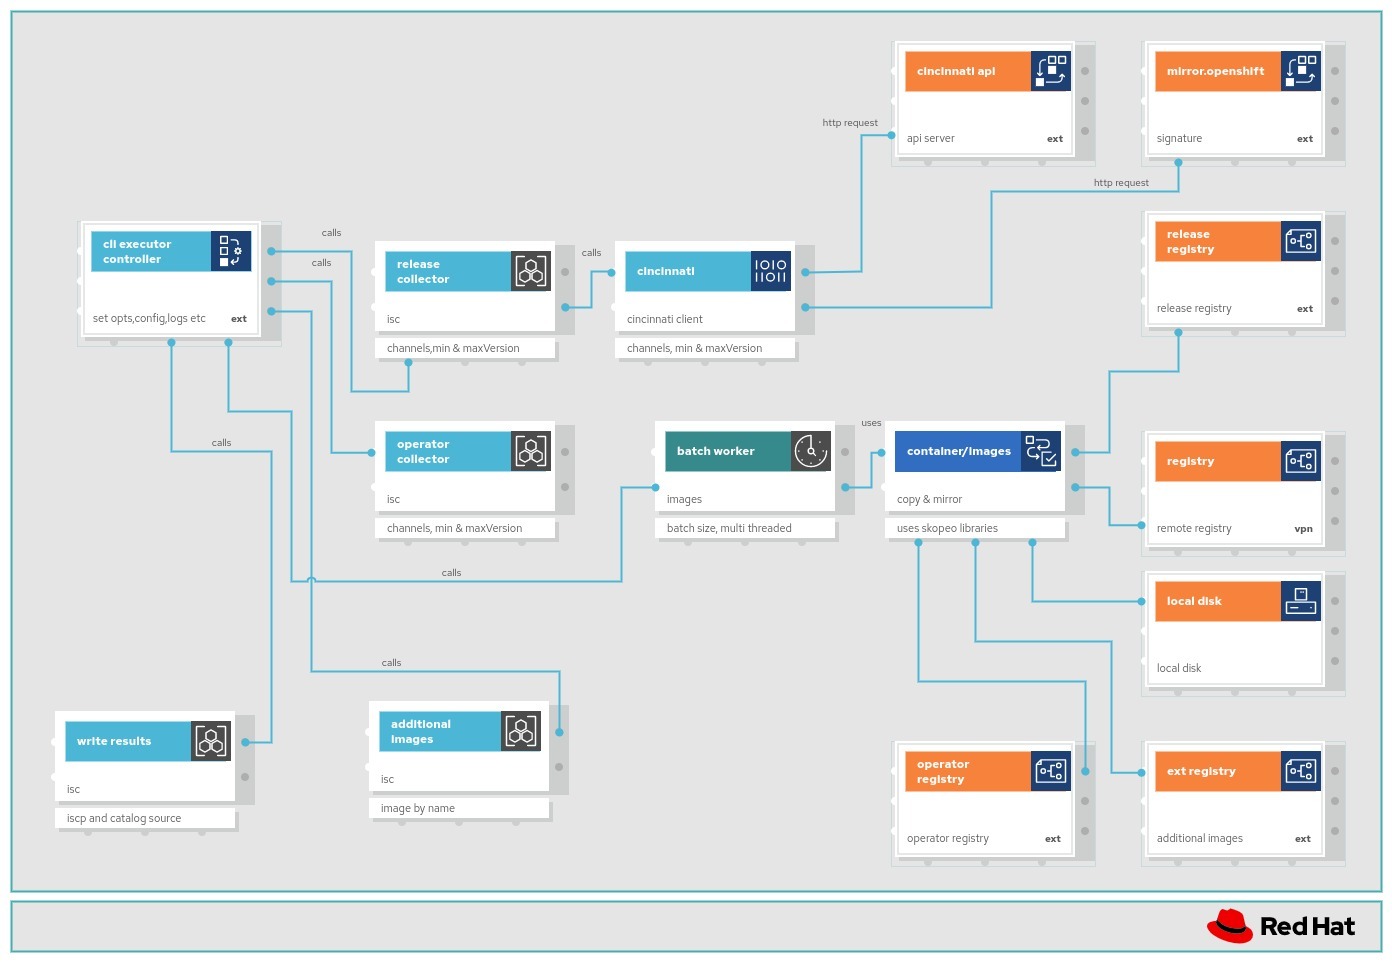 cincinnati api
api server
ext
mirror.openshift
signature
ext
http request
http request
cli executor
controller
set opts,config,logs etc
ext
calls
calls
release
collector
isc
channels,min & maxVersion
calls
cincinnati
IOIO
IIOII
cincinnati client
channels, min & maxVersion
release
registry
release registry
ext
calls
operator
collector
isc
channels, min & maxVersion
batch worker
images
batch size, multi threaded
uses
container/images
copy & mirror
uses skopeo libraries
registry
remote registry
vpn
calls
local disk
local disk
calls
write results
isc
iscp and catalog source
additional
images
isc
image by name
operator
registry
operator registry
ext
ext registry
additional images
ext
Red Hat